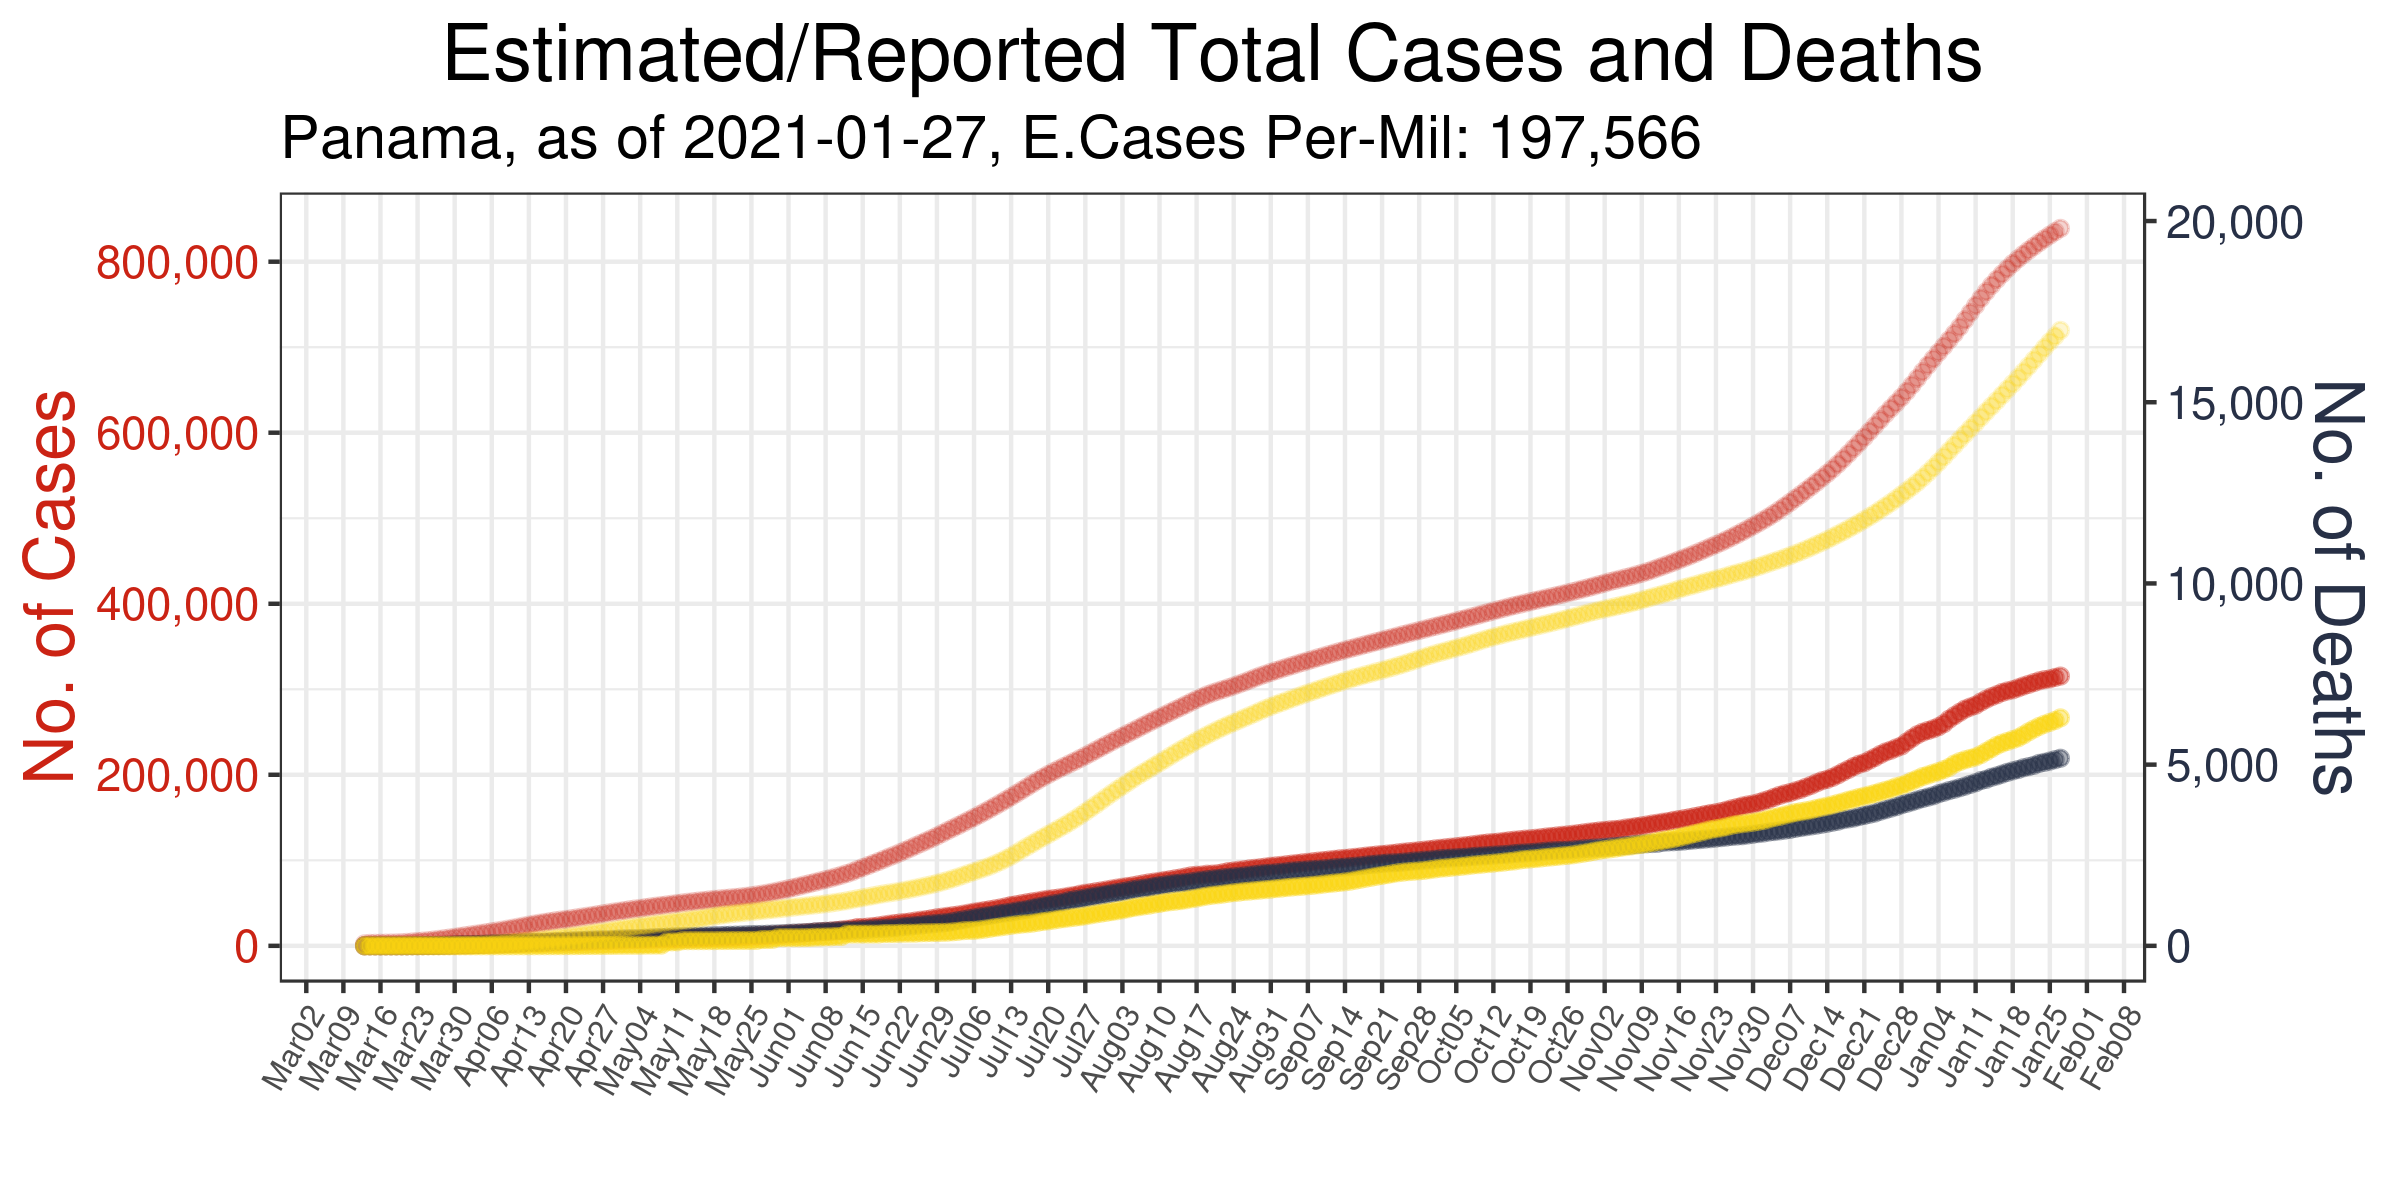 Estimated/Reported Total Cases and Deaths
Panama, as of 2021-01-27, E.Cases Per-Mil: 197,566
No. of Cases
800,000
600,000
400,000
200,000
0
20,000
15,000
10,000
5,000
0
No. of Deaths
Mar02
Mar09
Mar16
Mar23
Mar30
Apr06
Apr13
Apr20
Apr27
May04
May11
May18
May25
Jun01
Jun08
Jun15
Jun22
Jun29
Jul06
Jul13
Jul20
Jul27
Aug03
Aug10
Aug17
Aug24
Aug31
Sep07
Sep14
Sep21
Sep28
Oct05
Oct12
Oct19
Oct26
Nov02
Nov09
Nov16
Nov23
Nov30
Dec07
Dec14
Dec21
Dec28
Jan04
Jan11
Jan18
Jan25
Feb01
Feb08